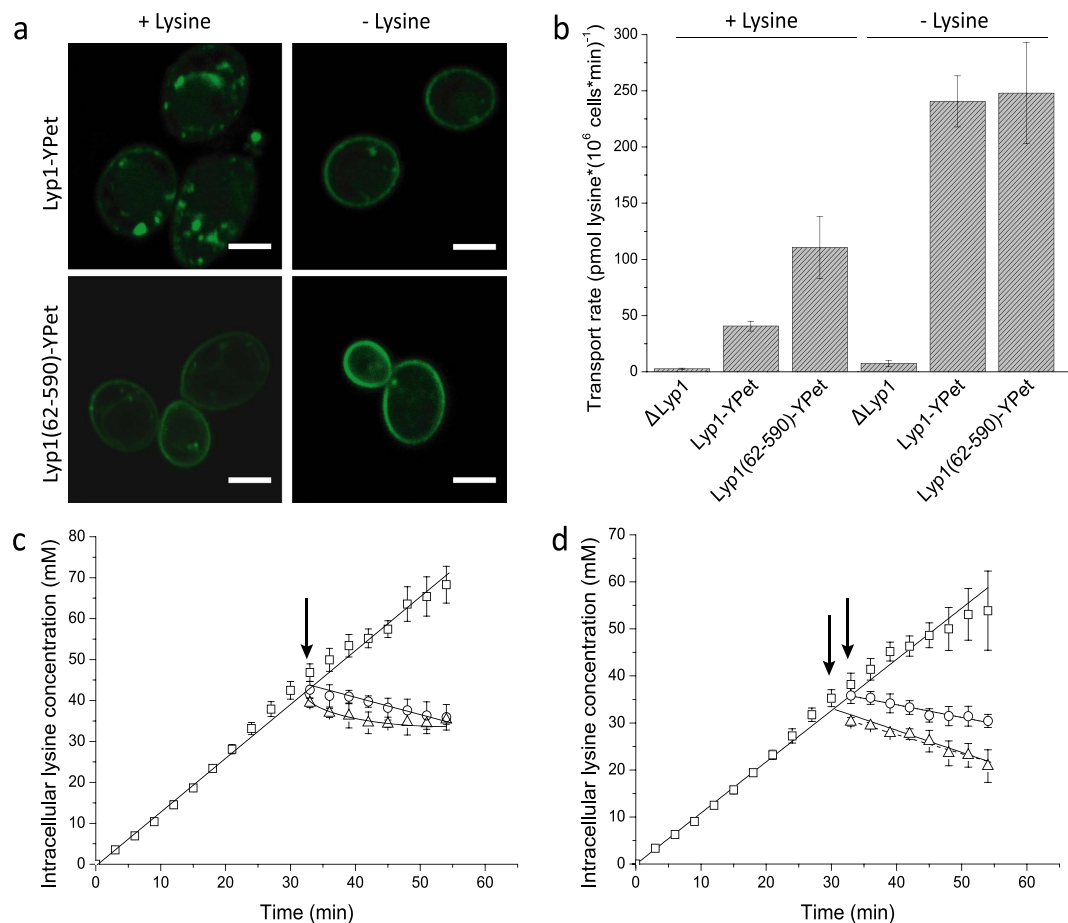 a
+ Lysine
- Lysine
Lyp1-YPet
Lyp1(62-590)-YPet
b
+ Lysine
- Lysine
Transport rate (pmol lysine*(10⁶ cells*min)⁻¹)
300
250
200
150
100
50
0
ΔLyp1
Lyp1-YPet
Lyp1(62-590)-YPet
ΔLyp1
Lyp1-YPet
Lyp1(62-590)-YPet
c
Intracellular lysine concentration (mM)
80
70
60
50
40
30
20
10
0
0 10 20 30 40 50 60
Time (min)
d
Intracellular lysine concentration (mM)
70
60
50
40
30
20
10
0
0 10 20 30 40 50 60
Time (min)